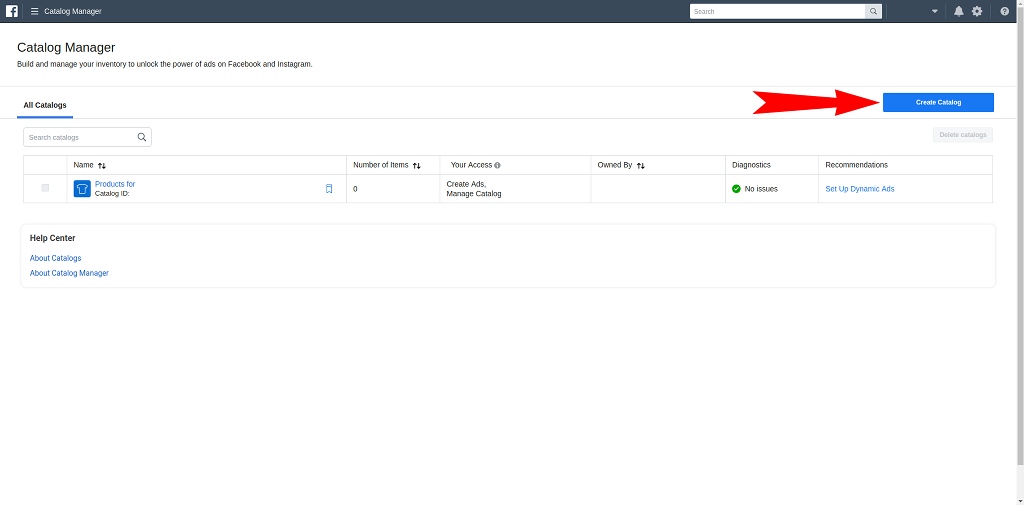 Catalog Manager
Search
Catalog Manager
Build and manage your inventory to unlock the power of ads on Facebook and Instagram.
All Catalogs
Create Catalog
Search catalogs
Delete catalogs
Name
Number of Items
Your Access
Owned By
Diagnostics
Recommendations
Products for
Catalog ID:
0
Create Ads,
Manage Catalog
No issues
Set Up Dynamic Ads
Help Center
About Catalogs
About Catalog Manager